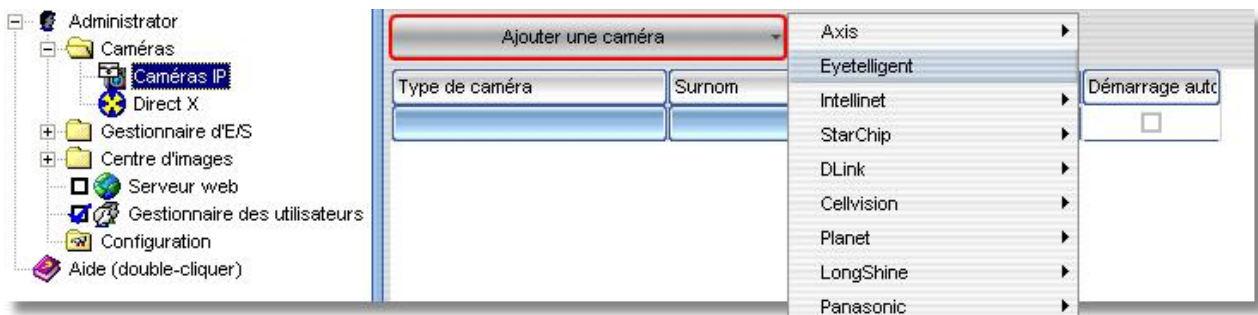 Administrator
Caméras
Caméras IP
Direct X
Gestionnaire d'E/S
Centre d'images
Serveur web
Gestionnaire des utilisateurs
Configuration
Aide (double-cliquer)
Ajouter une caméra
Type de caméra
Surnom
Démarrage auto
Axis
Eyetelligent
Intellinet
StarChip
DLink
Cellvision
Planet
LongShine
Panasonic